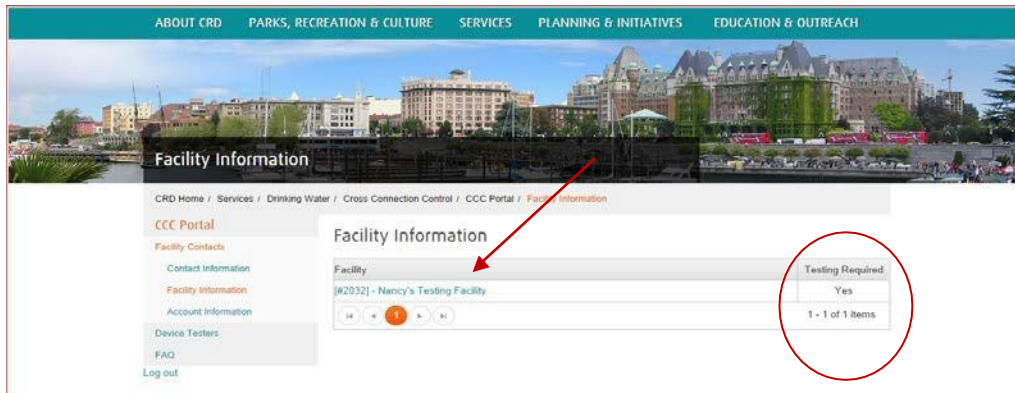 ABOUT CRD PARKS, RECREATION & CULTURE SERVICES PLANNING & INITIATIVES EDUCATION & OUTREACH
Facility Information
CRD Home / Services / Drinking Water / Cross Connection Control / CCC Portal / Facility Information
CCC Portal
Facility Contacts
Contact Information
Facility Information
Account Information
Device Testers
FAQ
Log out
Facility Information
Facility Testing Required
[#2032] - Nancy's Testing Facility Yes
1 1 - 1 of 1 items